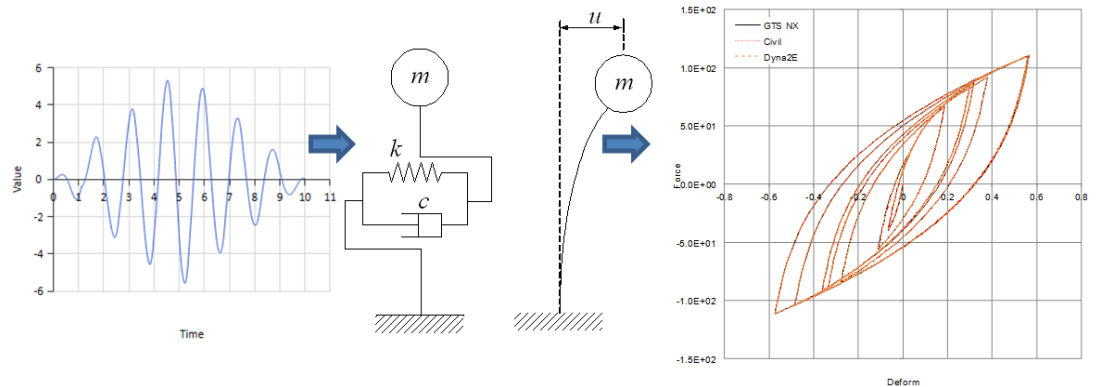 6
4
2
0
-2
-4
-6
Value
0 1 2 3 4 5 6 7 8 9 10 11
Time
m
k
c
u
m
1.5E+02
1.0E+02
5.0E+01
0.0E+00
-5.0E+01
-1.0E+02
-1.5E+02
GTS NX
Civil
Dyna2E
-0.8 -0.6 -0.4 -0.2 0.0 0.2 0.4 0.6 0.8
Deform